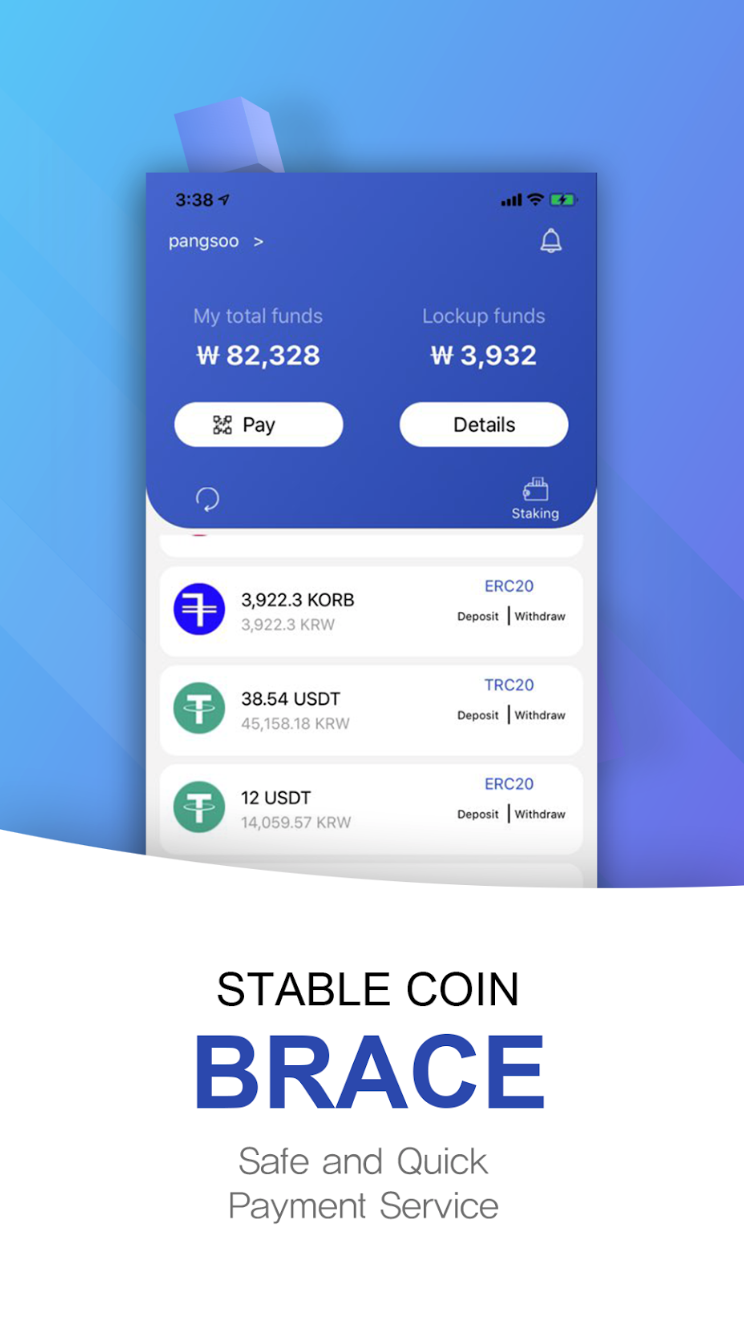 3:38
pangsoo >
My total funds Lockup funds
₩ 82,328 ₩ 3,932
Pay Details
Staking
3,922.3 KORB ERC20
3,922.3 KRW Deposit | Withdraw
38.54 USDT TRC20
45,158.18 KRW Deposit | Withdraw
12 USDT ERC20
14,059.57 KRW Deposit | Withdraw
STABLE COIN
BRACE
Safe and Quick
Payment Service